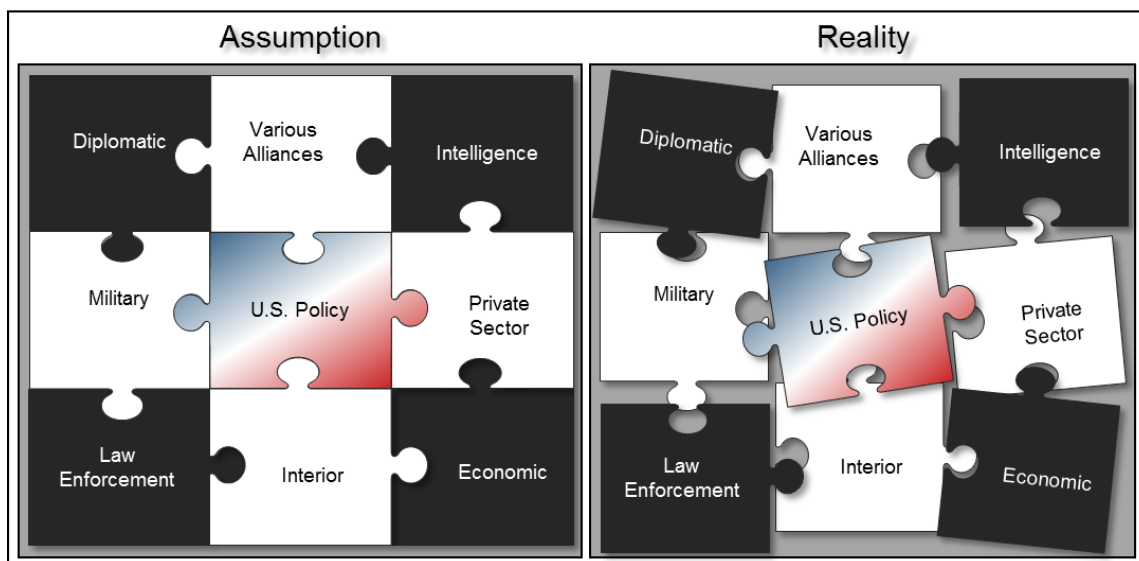 Assumption
Diplomatic
Various
Alliances
Intelligence
Military
U.S. Policy
Private
Sector
Law
Enforcement
Interior
Economic
Reality
Diplomatic
Various
Alliances
Intelligence
Military
U.S. Policy
Private
Sector
Law
Enforcement
Interior
Economic